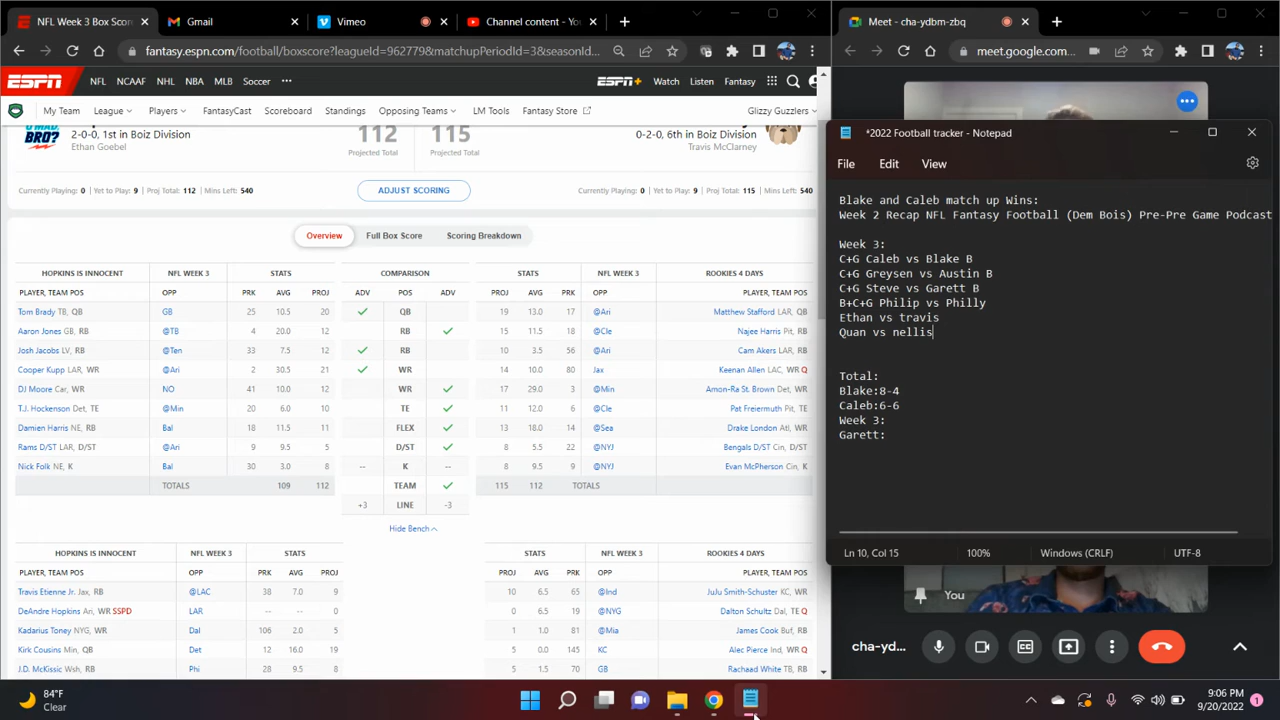 NFL Week 3 Box Score
Gmail
Vimeo
Channel content - Yo
Meet - cha-ydbm-zbq
fantasy.espn.com/football/boxscore?leagueId=962779&matchupPeriodId=3&seasonI
meet.google.com...
ESPN NFL NCAAF NHL NBA MLB Soccer ••• ESPN+ Watch Listen Fantasy
My Team League Players FantasyCast Scoreboard Standings Opposing Teams LM Tools Fantasy Store Glizzy Guzzlers
U MAD, BRO?
2-0-0, 1st in Boiz Division
Ethan Goebel
112 115
Projected Total Projected Total
0-2-0, 6th in Boiz Division
Travis McClarney
Currently Playing: 0 Yet to Play: 9 Proj Total: 112 Mins Left: 540
ADJUST SCORING
Currently Playing: 0 Yet to Play: 9 Proj Total: 115 Mins Left: 540
Overview Full Box Score Scoring Breakdown
HOPKINS IS INNOCENT NFL WEEK 3 STATS COMPARISON STATS NFL WEEK 3 ROOKIES 4 DAYS
PLAYER, TEAM POS OPP PRK AVG PROJ ADV POS ADV PROJ AVG PRK OPP PLAYER, TEAM POS
Tom Brady TB, QB GB 25 10.5 20 QB 19 13.0 17 @Ari Matthew Stafford LAR, QB
Aaron Jones GB, RB @TB 4 20.0 12 RB 15 11.5 18 @Cle Najee Harris Pit, RB
Josh Jacobs LV, RB @Ten 33 7.5 12 RB 10 3.5 56 @Ari Cam Akers LAR, RB
Cooper Kupp LAR, WR @Ari 3 30.5 21 WR 14 10.0 80 Jax Keenan Allen LAC, WR Q
DJ Moore Car, WR NO 41 10.0 12 WR 17 29.0 3 @Min Amon-Ra St. Brown Det, WR
T.J. Hockenson Det, TE @Min 20 6.0 10 TE 11 12.0 6 @Cle Pat Freiermuth Pit, TE
Damien Harris NE, RB Bal 18 11.5 11 FLEX 13 18.0 14 @Sea Drake London Atl, WR
Rams D/ST LAR, D/ST @Ari 9 9.5 5 D/ST 8 5.5 22 @NYJ Bengals D/ST Cin, D/ST
Nick Folk NE, K Bal 30 3.0 8 -- K -- 8 9.5 9 @NYJ Evan McPherson Cin, K
TOTALS 109 112 TEAM 115 112 TOTALS
+3 LINE -3
Hide Bench
HOPKINS IS INNOCENT NFL WEEK 3 STATS STATS NFL WEEK 3 ROOKIES 4 DAYS
PLAYER, TEAM POS OPP PRK AVG PROJ PROJ AVG PRK OPP PLAYER, TEAM POS
Travis Etienne Jr. Jax, RB @LAC 38 7.0 9 10 6.5 65 @Ind JuJu Smith-Schuster KC, WR
DeAndre Hopkins Ari, WR SSPD LAR -- -- 0 0 6.5 19 @NYG Dalton Schultz Dal, TE Q
Kadarius Toney NYG, WR Dal 106 2.0 5 1 1.0 81 @Mia James Cook Buf, RB
Kirk Cousins Min, QB Det 12 16.0 19 5 0.0 145 KC Alec Pierce Ind, WR Q
J.D. McKissic Wsh, RB Phi 28 9.5 8 5 1.5 70 GB Rachaad White TB, RB
*2022 Football tracker - Notepad
File Edit View
Blake and Caleb match up Wins:
Week 2 Recap NFL Fantasy Football (Dem Bois) Pre-Pre Game Podcast
Week 3:
C+G Caleb vs Blake B
C+G Greysen vs Austin B
C+G Steve vs Garett B
B+C+G Philip vs Philly
Ethan vs travis
Quan vs nellis
Total:
Blake:8-4
Caleb:6-6
Week 3:
Garett:
Ln 10, Col 15 100% Windows (CRLF) UTF-8
You
cha-yd...
84°F
Clear
9:06 PM
9/20/2022
1